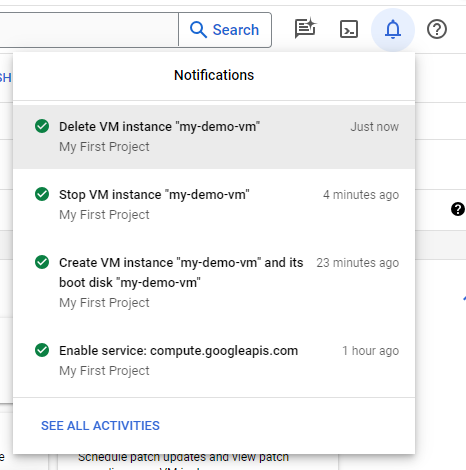 Search
SH
Notifications
Delete VM instance "my-demo-vm"
Just now
My First Project
Stop VM instance "my-demo-vm"
4 minutes ago
My First Project
Create VM instance "my-demo-vm" and its
23 minutes ago
boot disk "my-demo-vm"
My First Project
Enable service: compute.googleapis.com
1 hour ago
My First Project
SEE ALL ACTIVITIES
Schedule patch updates and view patch